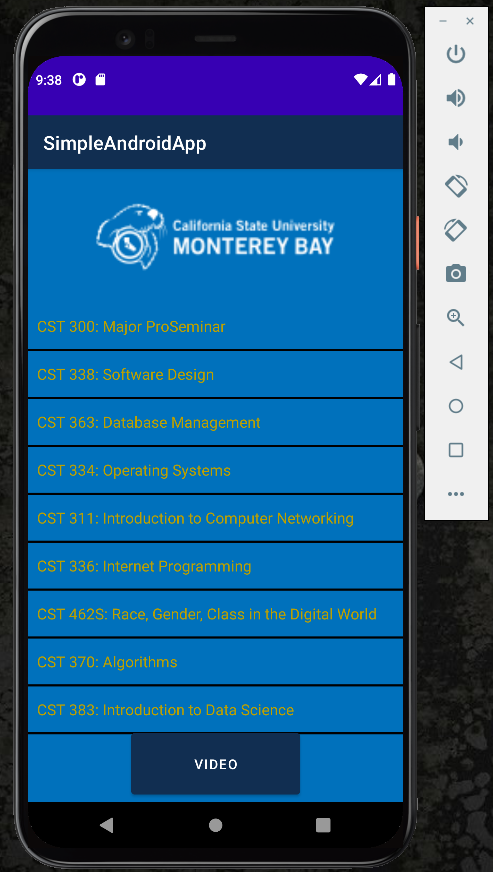 9:38
SimpleAndroidApp
California State University
MONTEREY BAY
CST 300: Major ProSeminar
CST 338: Software Design
CST 363: Database Management
CST 334: Operating Systems
CST 311: Introduction to Computer Networking
CST 336: Internet Programming
CST 462S: Race, Gender, Class in the Digital World
CST 370: Algorithms
CST 383: Introduction to Data Science
VIDEO